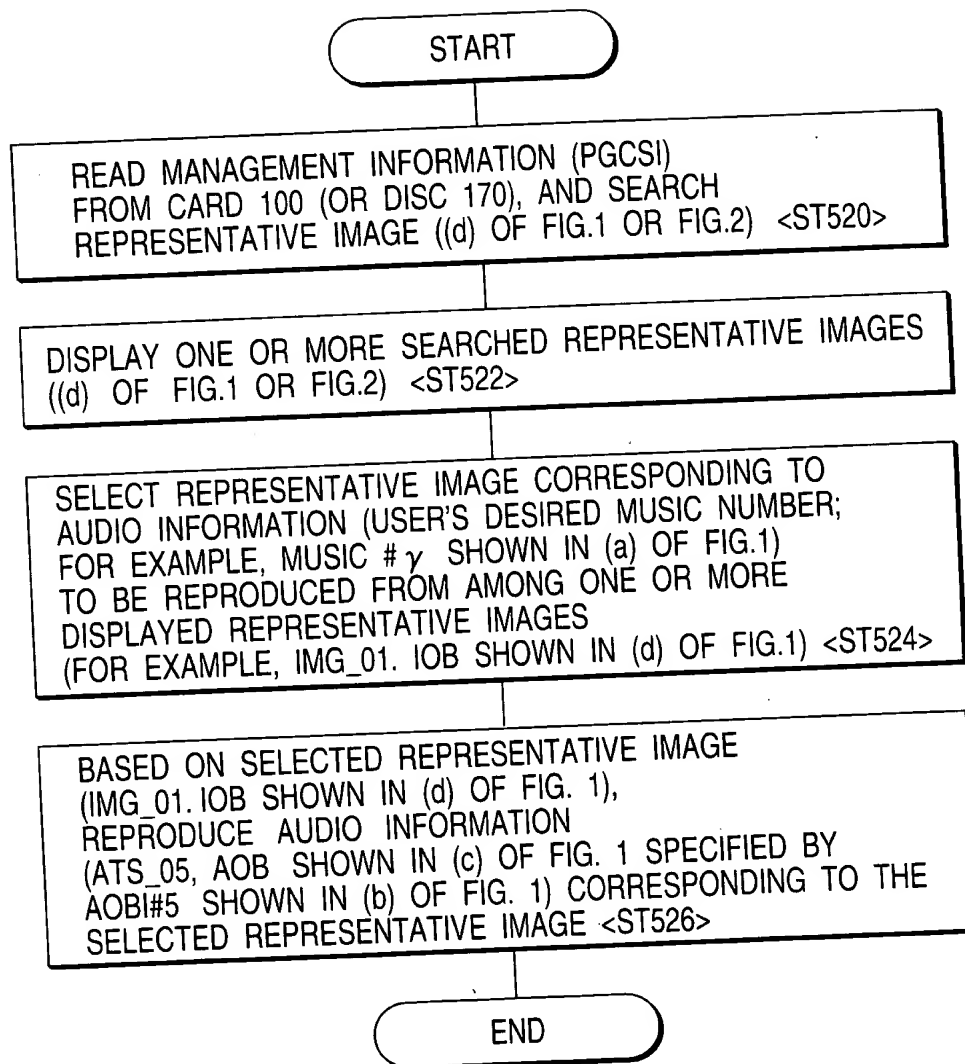 START
READ MANAGEMENT INFORMATION (PGCSI)
FROM CARD 100 (OR DISC 170), AND SEARCH
REPRESENTATIVE IMAGE ((d) OF FIG.1 OR FIG.2) <ST520>
DISPLAY ONE OR MORE SEARCHED REPRESENTATIVE IMAGES
((d) OF FIG.1 OR FIG.2) <ST522>
SELECT REPRESENTATIVE IMAGE CORRESPONDING TO
AUDIO INFORMATION (USER'S DESIRED MUSIC NUMBER;
FOR EXAMPLE, MUSIC # γ SHOWN IN (a) OF FIG.1)
TO BE REPRODUCED FROM AMONG ONE OR MORE
DISPLAYED REPRESENTATIVE IMAGES
(FOR EXAMPLE, IMG_01. IOB SHOWN IN (d) OF FIG.1) <ST524>
BASED ON SELECTED REPRESENTATIVE IMAGE
(IMG_01. IOB SHOWN IN (d) OF FIG. 1),
REPRODUCE AUDIO INFORMATION
(ATS_05, AOB SHOWN IN (c) OF FIG. 1 SPECIFIED BY
AOBI#5 SHOWN IN (b) OF FIG. 1) CORRESPONDING TO THE
SELECTED REPRESENTATIVE IMAGE <ST526>
END